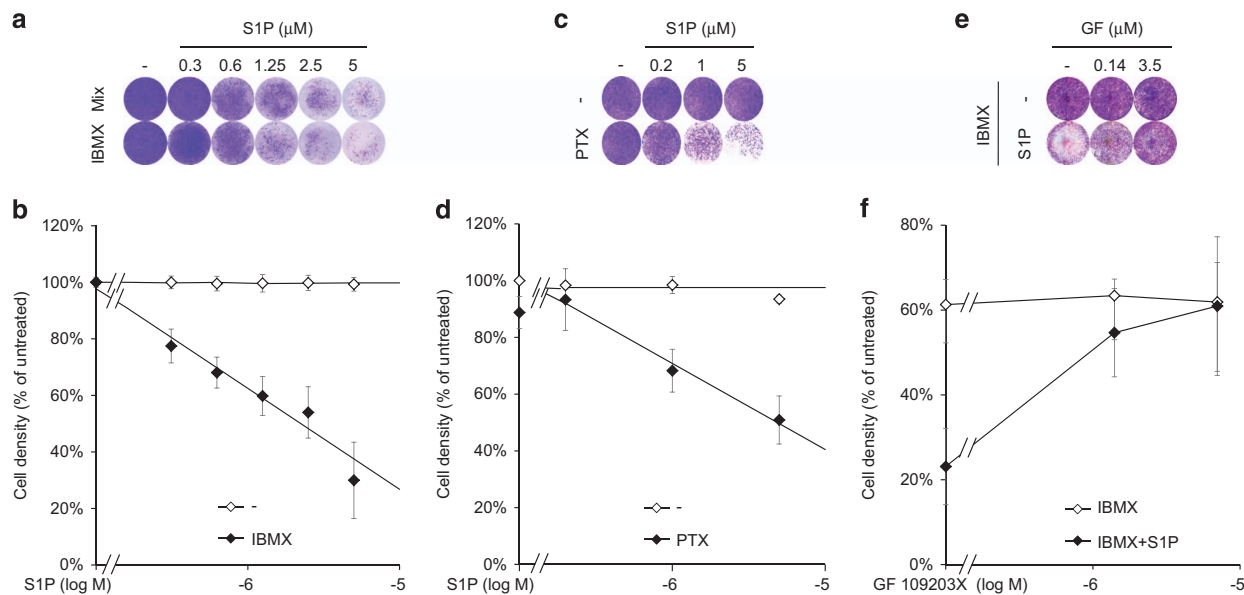 a
S1P (μM)
- 0.3 0.6 1.25 2.5 5
Mix
IBMX
c
S1P (μM)
- 0.2 1 5
-
PTX
e
GF (μM)
- 0.14 3.5
IBMX
-
S1P
b
120%
100%
80%
60%
40%
20%
0%
Cell density (% of untreated)
-
IBMX
S1P (log M)
-6
-5
d
120%
100%
80%
60%
40%
20%
0%
Cell density (% of untreated)
-
PTX
S1P (log M)
-6
-5
f
80%
60%
40%
20%
0%
Cell density (% of untreated)
IBMX
IBMX+S1P
GF 109203X (log M)
-6
-5